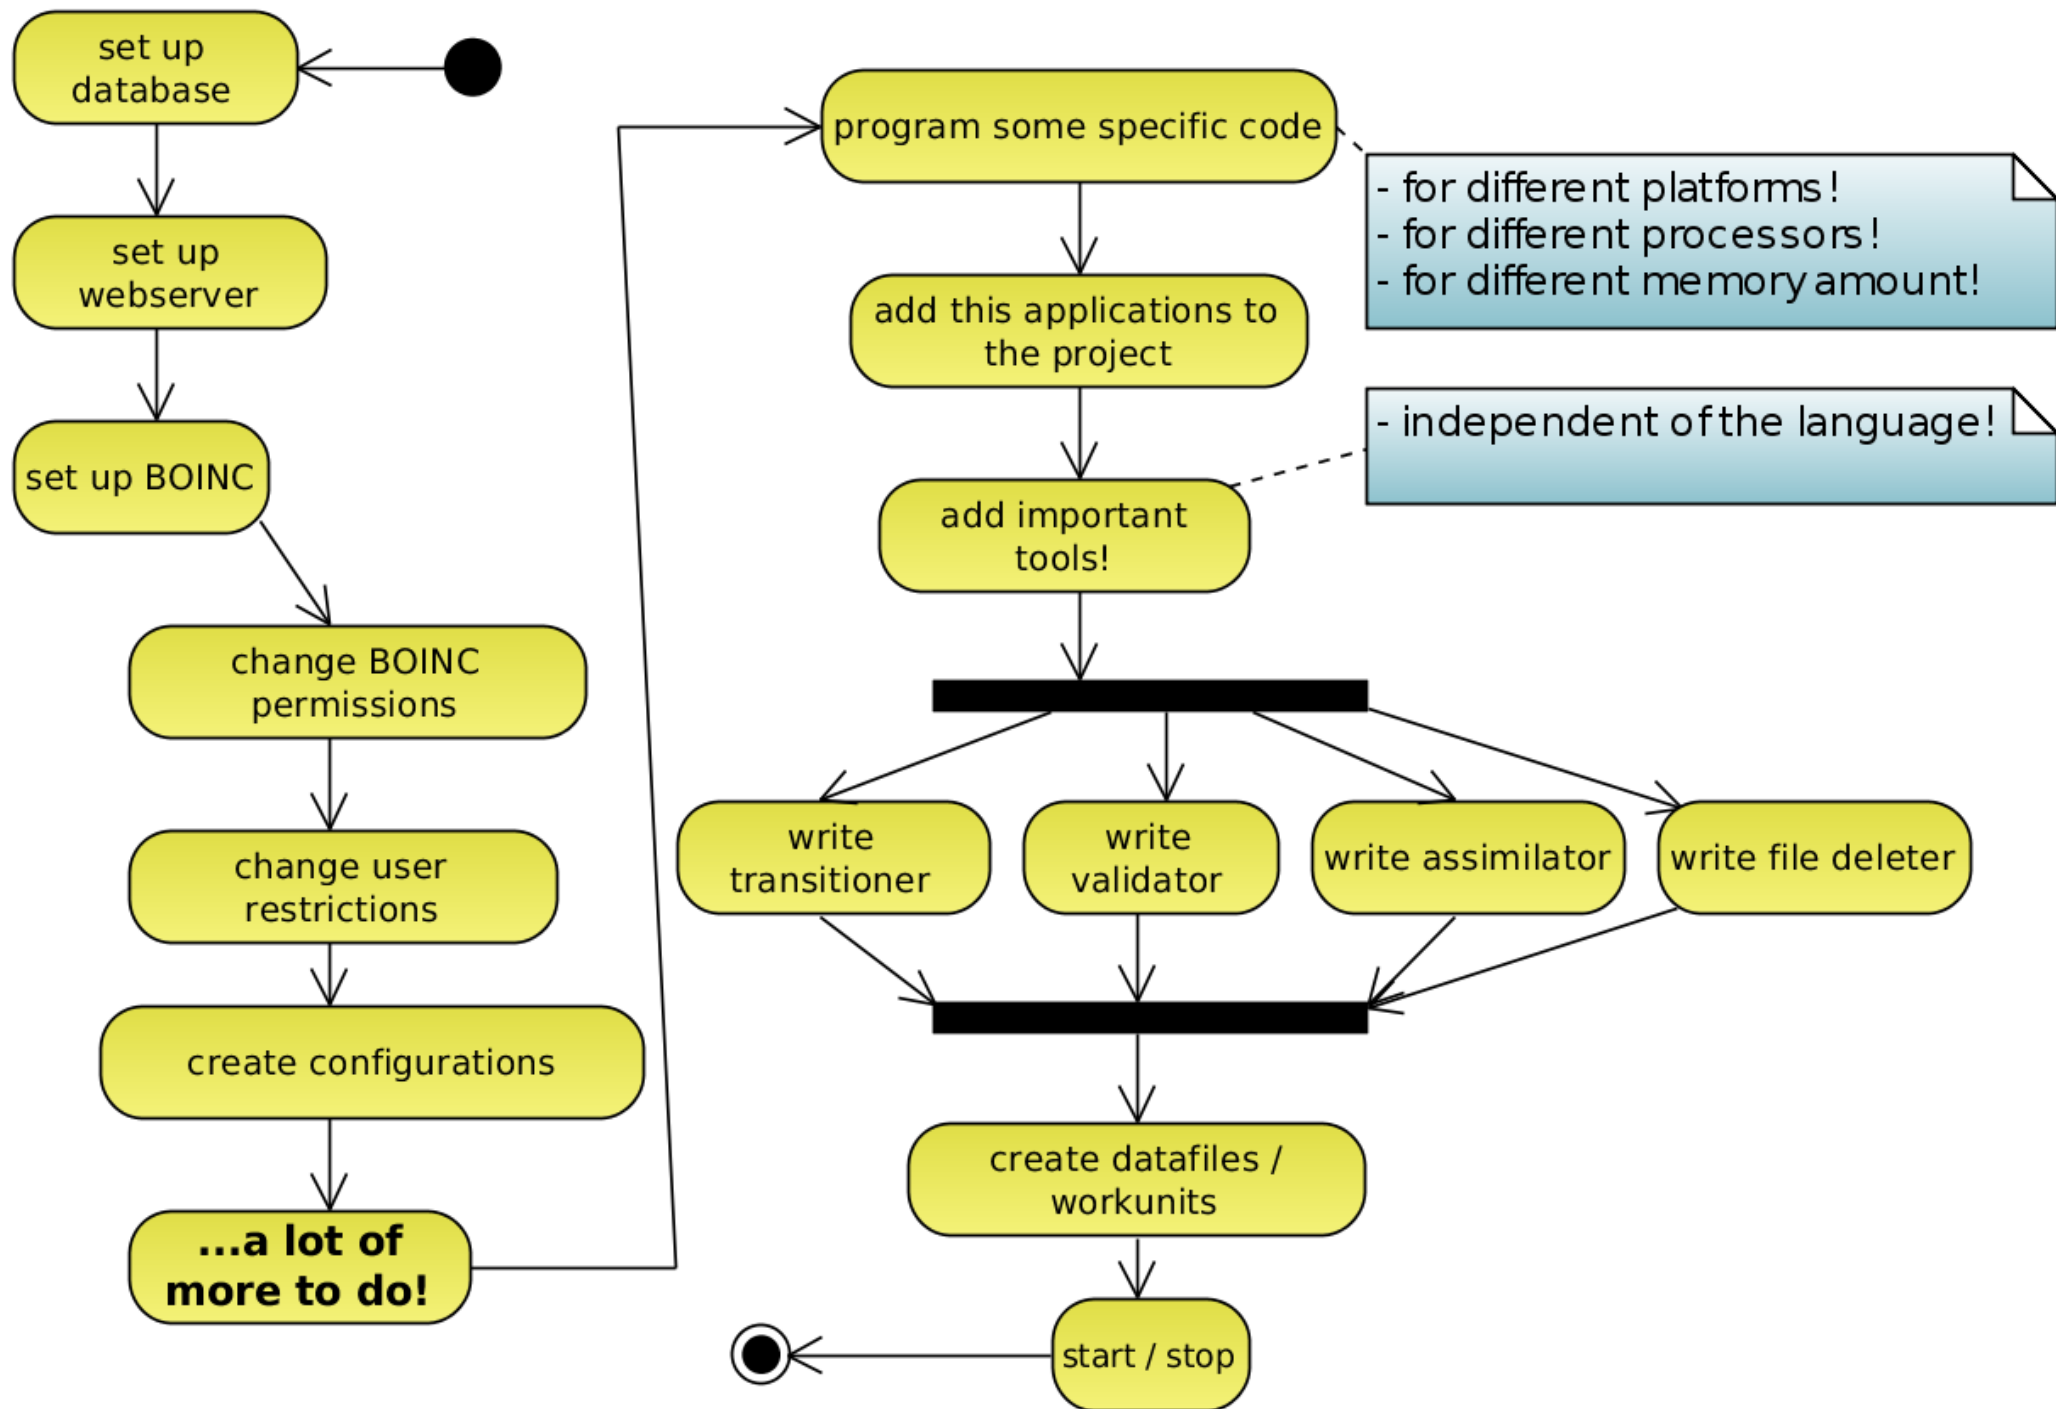 set up
database
set up
webserver
set up BOINC
change BOINC
permissions
change user
restrictions
create configurations
...a lot of
more to do!
program some specific code
- for different platforms!
- for different processors!
- for different memory amount!
add this applications to
the project
- independent of the language!
add important
tools!
write
transitioner
write
validator
write assimilator
write file deleter
create datafiles /
workunits
start / stop